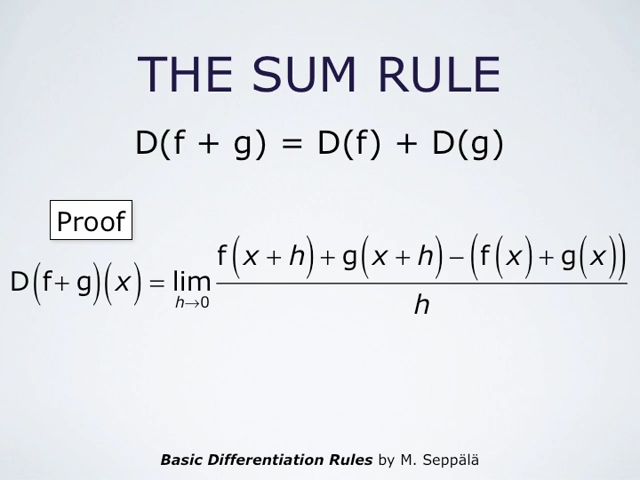 THE SUM RULE
D(f + g) = D(f) + D(g)
Proof
D(f+ g)(x) = lim h→0 f(x + h) + g(x + h) − (f(x) + g(x)) / h
Basic Differentiation Rules by M. Seppälä